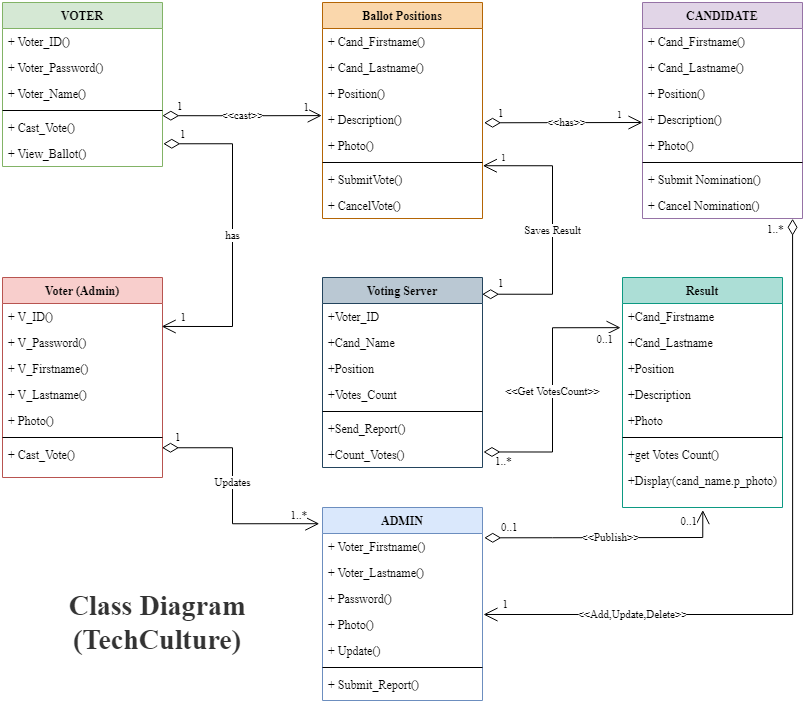 VOTER
+ Voter_ID()
+ Voter_Password()
+ Voter_Name()
+ Cast_Vote()
+ View_Ballot()
1
<<cast>>
1
1
has
1
Ballot Positions
+ Cand_Firstname()
+ Cand_Lastname()
+ Position()
+ Description()
+ Photo()
+ SubmitVote()
+ CancelVote()
1
<<has>>
1
CANDIDATE
+ Cand_Firstname()
+ Cand_Lastname()
+ Position()
+ Description()
+ Photo()
+ Submit Nomination()
+ Cancel Nomination()
1..*
1
Saves Result
1
Voter (Admin)
+ V_ID()
+ V_Password()
+ V_Firstname()
+ V_Lastname()
+ Photo()
+ Cast_Vote()
1
Updates
1..*
Voting Server
+Voter_ID
+Cand_Name
+Position
+Votes_Count
+Send_Report()
+Count_Votes()
1..*
<<Get VotesCount>>
0..1
Result
+Cand_Firstname
+Cand_Lastname
+Position
+Description
+Photo
+get Votes Count()
+Display(cand_name.p_photo)
0..1
ADMIN
+ Voter_Firstname()
+ Voter_Lastname()
+ Password()
+ Photo()
+ Update()
+ Submit_Report()
0..1
<<Publish>>
1
<<Add,Update,Delete>>
Class Diagram
(TechCulture)